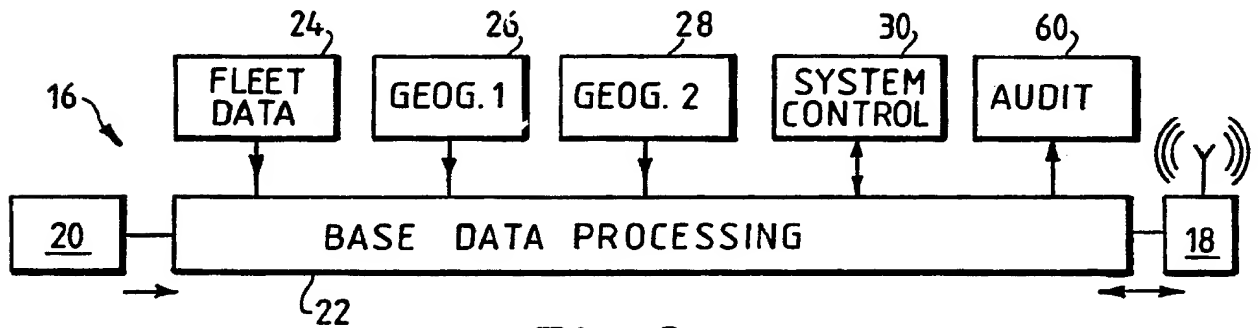 24 26 28 30 60
16
FLEET DATA
GEOG. 1
GEOG. 2
SYSTEM CONTROL
AUDIT
20
BASE DATA PROCESSING
18
22